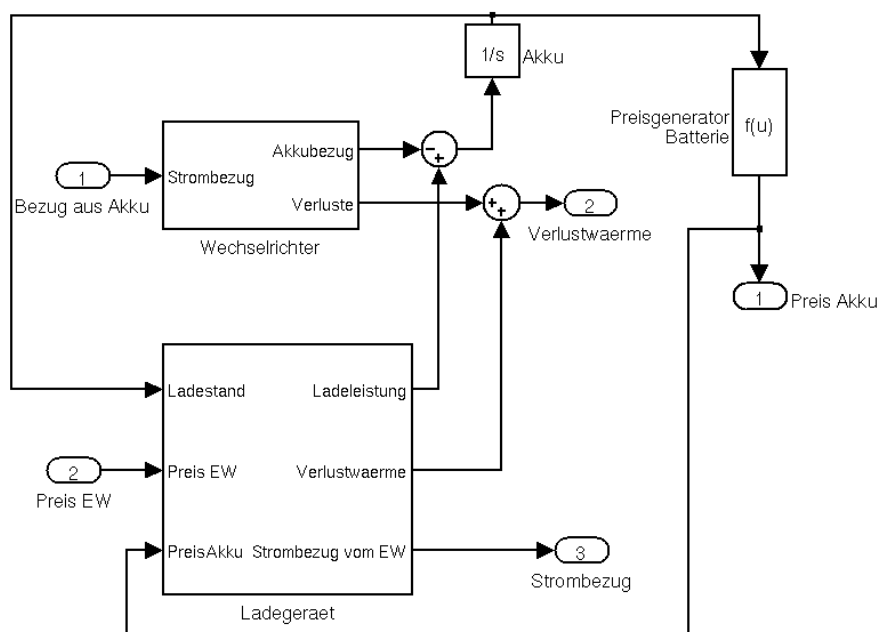 1/s
Akku
Preisgenerator
Batterie
f(u)
Akkubezug
−
+
1
Strombezug
Bezug aus Akku
Verluste
+
+
2
Wechselrichter
Verlustwaerme
1
Preis Akku
Ladestand
Ladeleistung
2
Preis EW
Verlustwaerme
Preis EW
PreisAkku
Strombezug vom EW
3
Strombezug
Ladegeraet